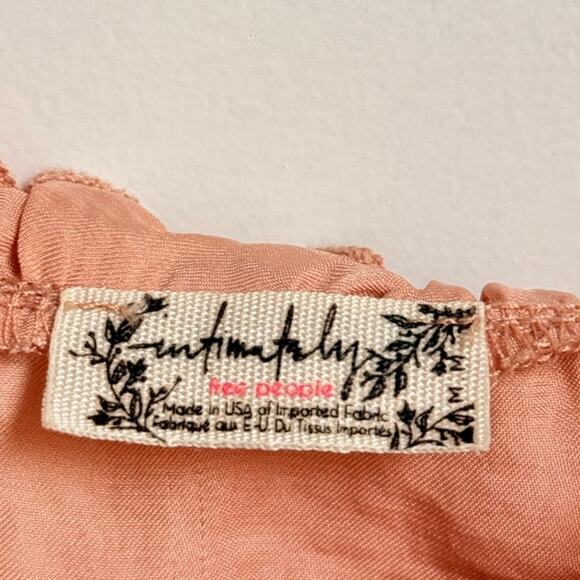 intimately
free people
Made in USA of Imported Fabric
Fabriqué aux E-U. Du Tissus Importés
M M M M